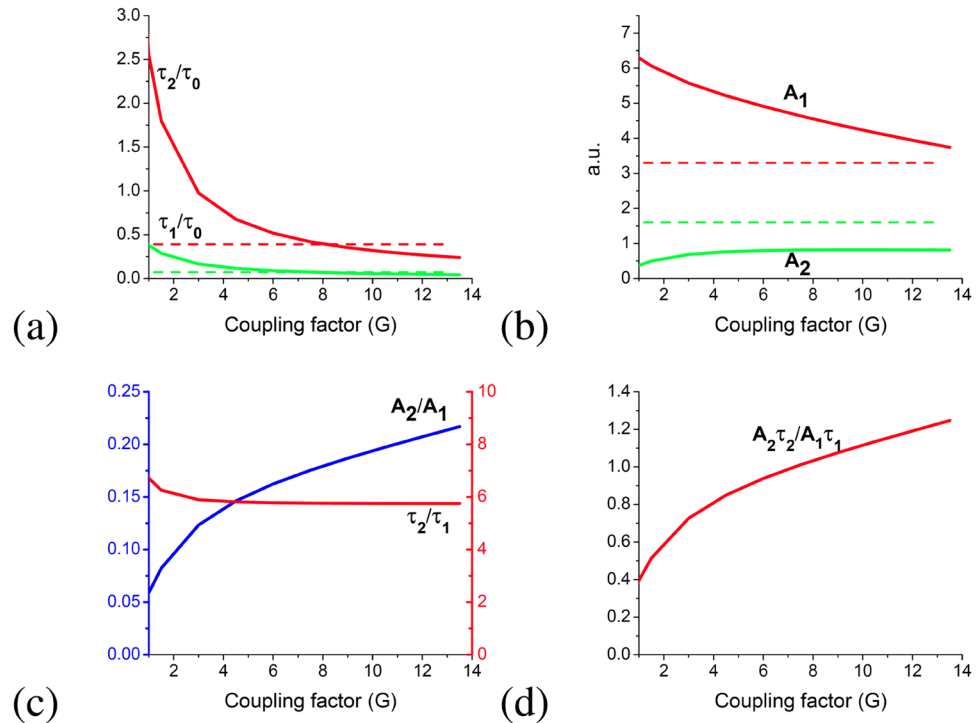 3.0
2.5
2.0
1.5
1.0
0.5
0.0
τ2/τ0
τ1/τ0
2 4 6 8 10 12 14
Coupling factor (G)
(a)
7
6
5
4
3
2
1
0
a.u.
A1
A2
2 4 6 8 10 12 14
Coupling factor (G)
(b)
0.25
0.20
0.15
0.10
0.05
0.00
A2/A1
τ2/τ1
10
8
6
4
2
0
2 4 6 8 10 12 14
Coupling factor (G)
(c)
1.4
1.2
1.0
0.8
0.6
0.4
0.2
0.0
A2τ2/A1τ1
2 4 6 8 10 12 14
Coupling factor (G)
(d)